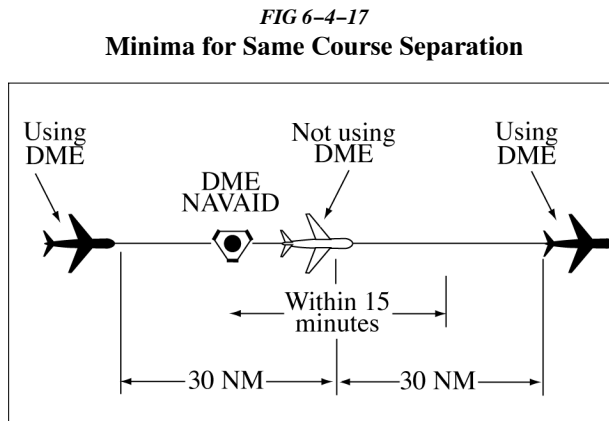 FIG 6–4–17
Minima for Same Course Separation
Using
DME
Not using
DME
Using
DME
DME
NAVAID
Within 15
minutes
30 NM
30 NM